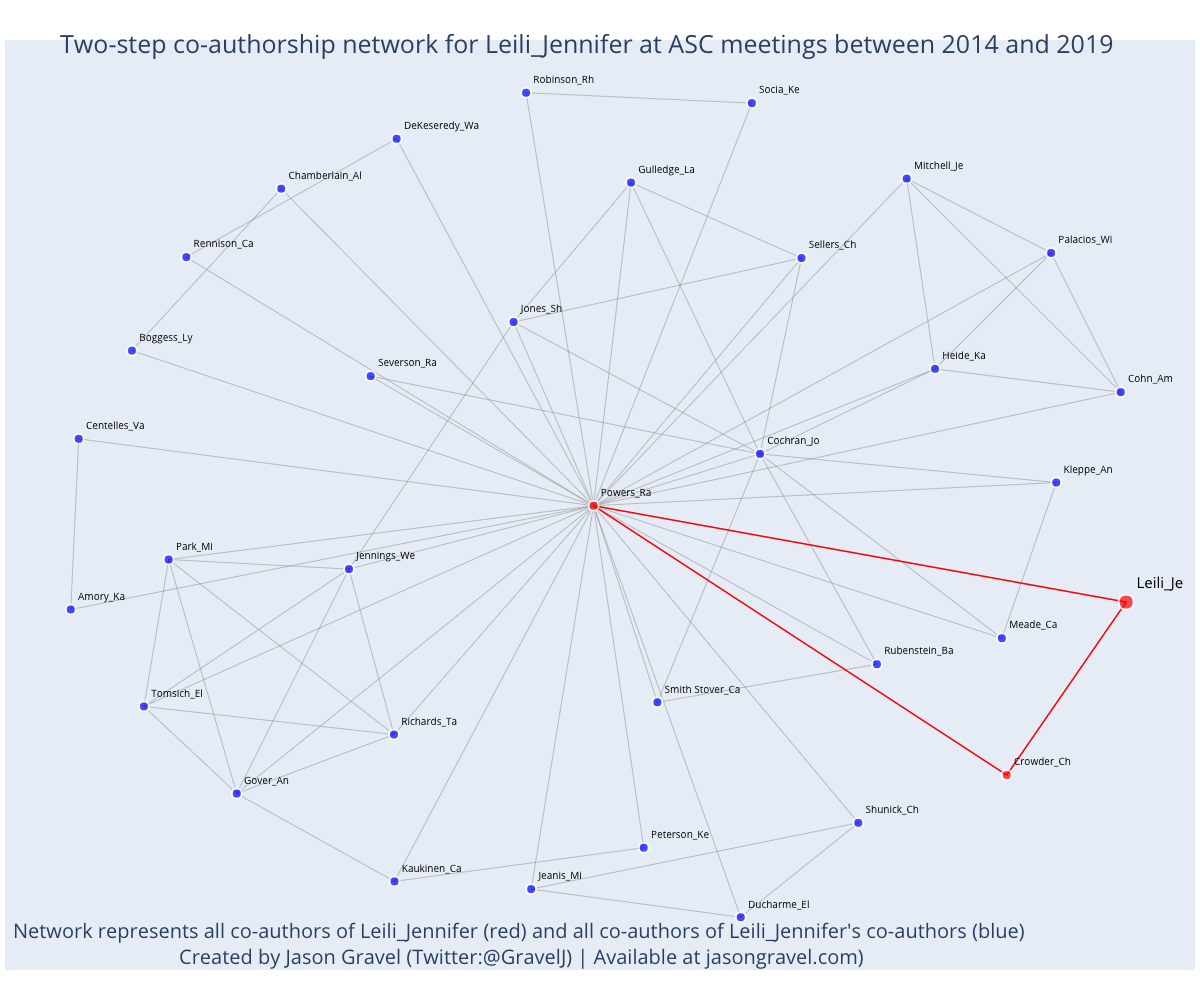 Two-step co-authorship network for Leili_Jennifer at ASC meetings between 2014 and 2019
Robinson_Rh
Socia_Ke
DeKeseredy_Wa
Chamberlain_Al
Gulledge_La
Mitchell_Je
Rennison_Ca
Sellers_Ch
Palacios_Wi
Jones_Sh
Boggess_Ly
Severson_Ra
Heide_Ka
Cohn_Am
Centelles_Va
Cochran_Jo
Kleppe_An
Powers_Ra
Park_Mi
Jennings_We
Leili_Je
Amory_Ka
Meade_Ca
Rubenstein_Ba
Tomsich_El
Smith Stover_Ca
Richards_Ta
Crowder_Ch
Gover_An
Shunick_Ch
Peterson_Ke
Kaukinen_Ca
Jeanis_Mi
Ducharme_El
Network represents all co-authors of Leili_Jennifer (red) and all co-authors of Leili_Jennifer's co-authors (blue)
Created by Jason Gravel (Twitter:@GravelJ) | Available at jasongravel.com)